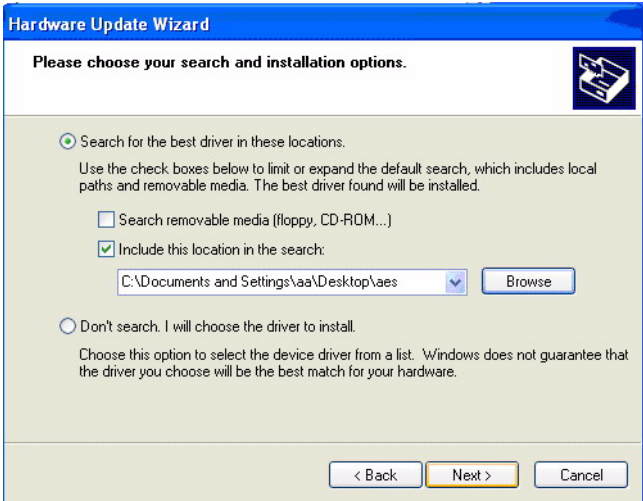 Hardware Update Wizard
Please choose your search and installation options.
Search for the best driver in these locations.
Use the check boxes below to limit or expand the default search, which includes local
paths and removable media. The best driver found will be installed.
Search removable media (floppy, CD-ROM...)
Include this location in the search:
C:\Documents and Settings\aa\Desktop\aes
Browse
Don't search. I will choose the driver to install.
Choose this option to select the device driver from a list. Windows does not guarantee that
the driver you choose will be the best match for your hardware.
< Back
Next >
Cancel